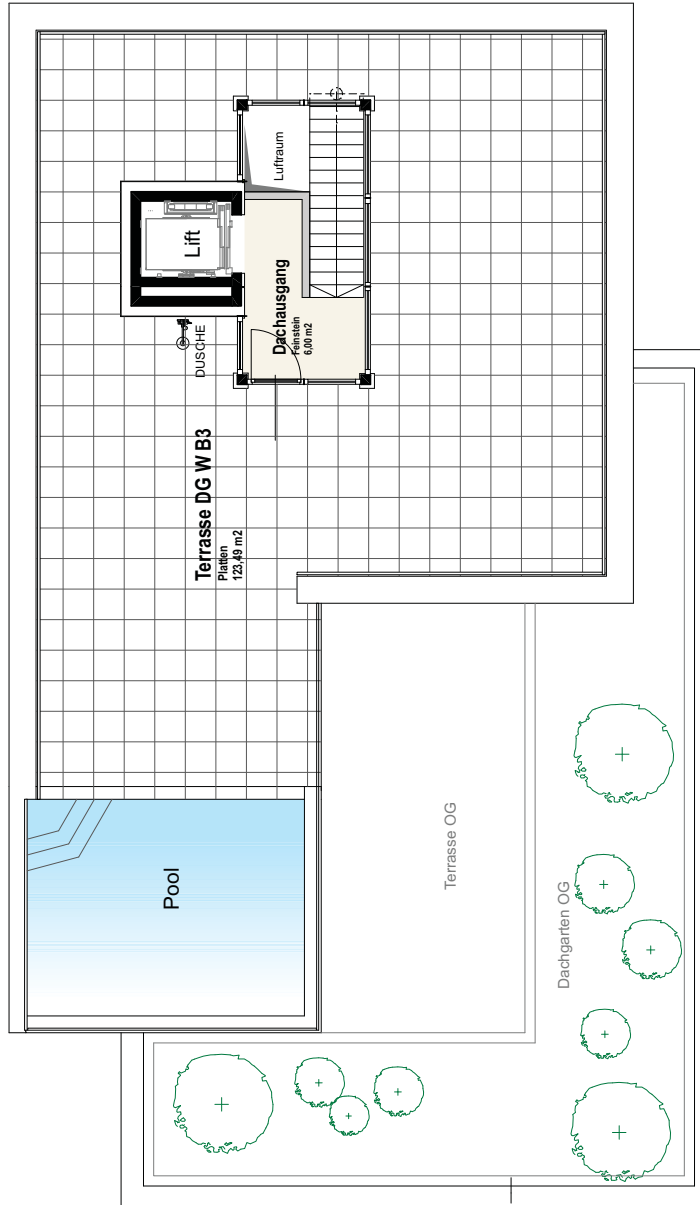 Luftraum
Lift
Dachausgang
Feinstein
6,00 m2
DUSCHE
Terrasse DG W B3
Platten
123,49 m2
Pool
Terrasse OG
Dachgarten OG